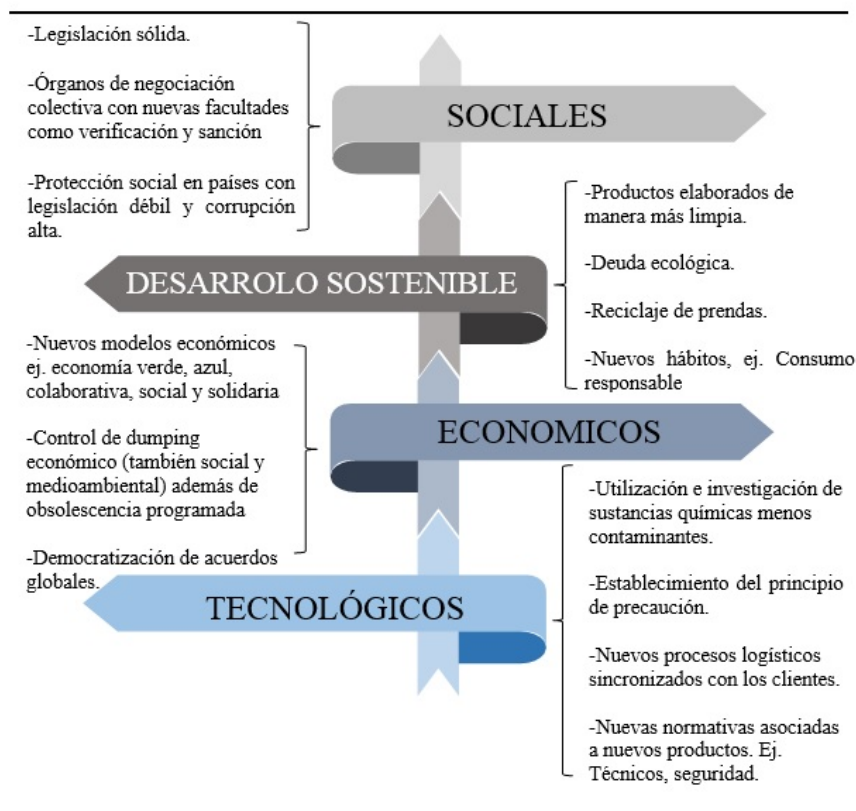 -Legislación sólida.
-Órganos de negociación
colectiva con nuevas facultades
como verificación y sanción
-Protección social en países con
legislación débil y corrupción
alta.
SOCIALES
-Productos elaborados de
manera más limpia.
-Deuda ecológica.
-Reciclaje de prendas.
-Nuevos hábitos, ej. Consumo
responsable
DESARROLO SOSTENIBLE
-Nuevos modelos económicos
ej. economía verde, azul,
colaborativa, social y solidaria
-Control de dumping
económico (también social y
medioambiental) además de
obsolescencia programada
-Democratización de acuerdos
globales.
ECONOMICOS
-Utilización e investigación de
sustancias químicas menos
contaminantes.
-Establecimiento del principio
de precaución.
-Nuevos procesos logísticos
sincronizados con los clientes.
-Nuevas normativas asociadas
a nuevos productos. Ej.
Técnicos, seguridad.
TECNOLÓGICOS